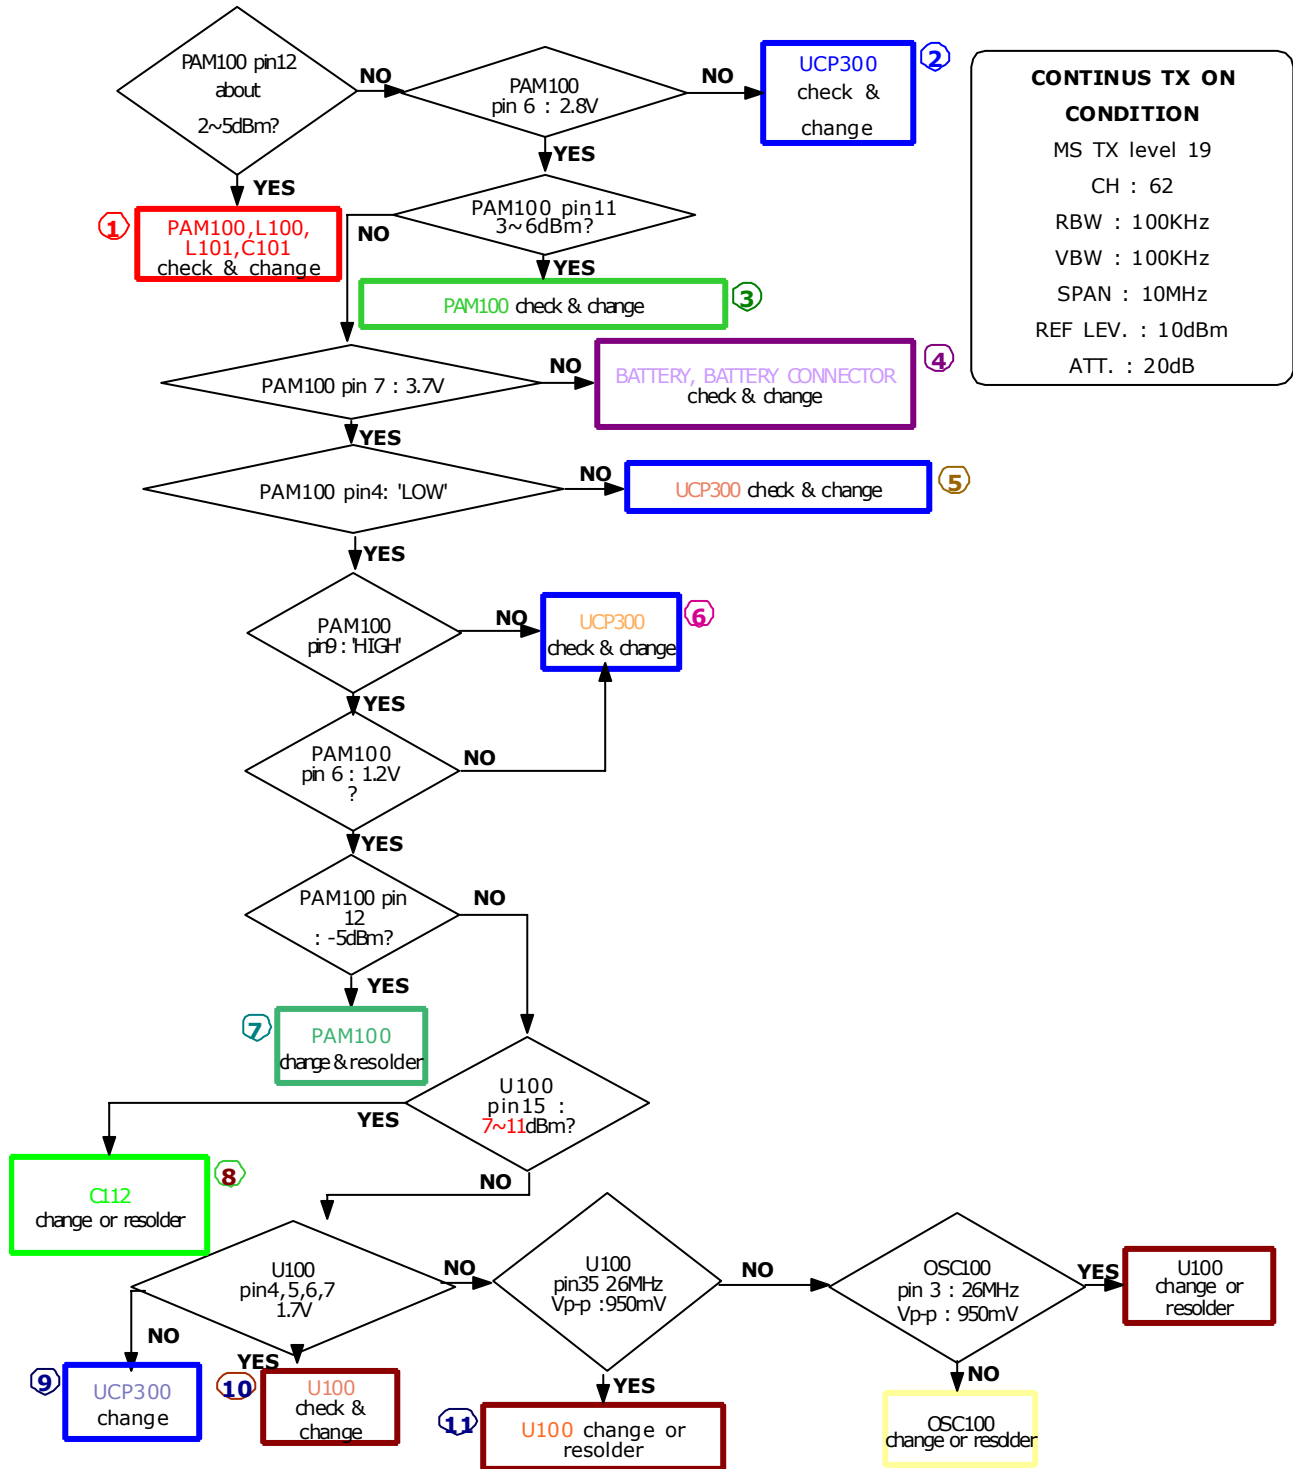 PAM100 pin12
about
2~5dBm?
NO
PAM100
pin 6 : 2.8V
NO
UCP300
check &
change
2
CONTINUS TX ON
CONDITION
MS TX level 19
CH : 62
RBW : 100KHz
VBW : 100KHz
SPAN : 10MHz
REF LEV. : 10dBm
ATT. : 20dB
YES
YES
1
PAM100,L100,
L101,C101
check & change
PAM100 pin11
3~6dBm?
NO
YES
PAM100 check & change
3
PAM100 pin 7 : 3.7V
NO
BATTERY, BATTERY CONNECTOR
check & change
4
YES
PAM100 pin4: 'LOW'
NO
UCP300 check & change
5
YES
PAM100
pin9 : 'HIGH'
NO
UCP300
check & change
6
YES
PAM100
pin 6 : 1.2V
?
NO
YES
PAM100 pin
12
: -5dBm?
NO
YES
7
PAM100
change & resolder
U100
pin15 :
7~11dBm?
YES
NO
8
C112
change or resolder
U100
pin4,5,6,7
1.7V
NO
U100
pin35 26MHz
Vp-p : 950mV
NO
OSC100
pin 3 : 26MHz
Vp-p : 950mV
YES
U100
change or
resolder
NO
YES
9
UCP300
change
10
U100
check &
change
YES
11
U100 change or
resolder
NO
OSC100
change or resolder